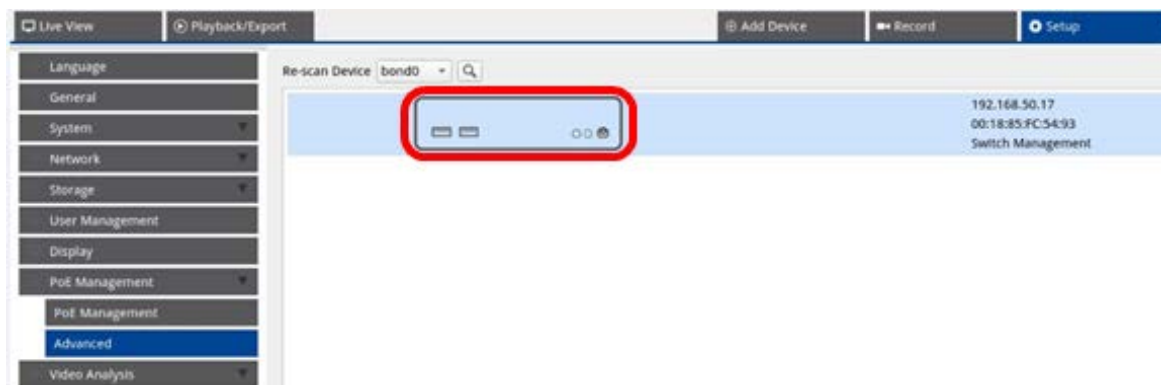 Live View Playback/Export Add Device Record Setup
Language
Re-scan Device bond0
General
192.168.50.17
System
00:18:85:FC:54:93
Switch Management
Network
Storage
User Management
Display
PoE Management
PoE Management
Advanced
Video Analysis